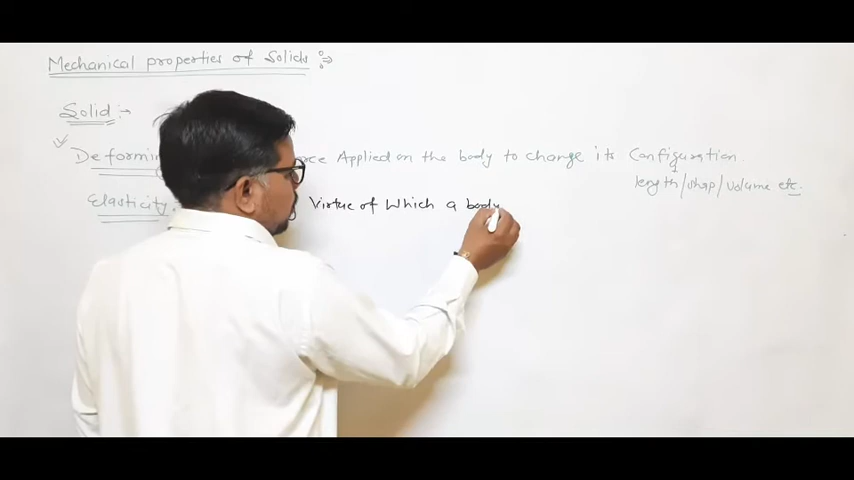 Mechanical properties of Solids :->
Solid :->
Deformin ce Applied on the body to change its Configuration.
length/shap/volume etc.
Elasticity. Virtue of Which a body